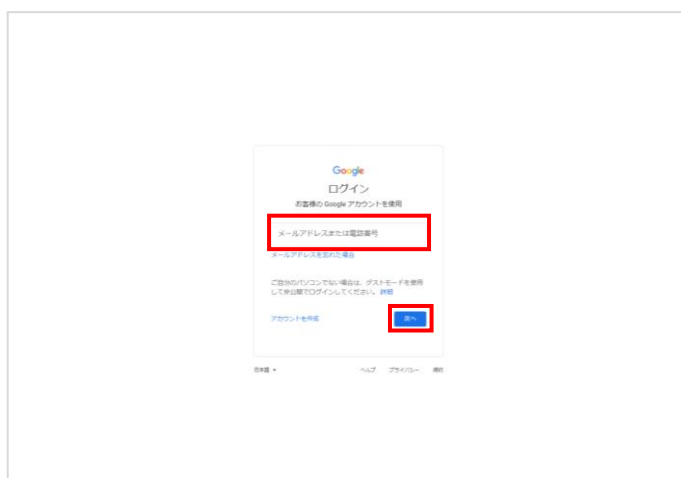 Google
ログイン
お客様の Google アカウントを使用
メールアドレスまたは電話番号
メールアドレスを忘れた場合
ご自分のパソコンでない場合は、ゲストモードを使用
して非公開でログインしてください。 詳細
アカウントを作成
次へ
日本語
ヘルプ プライバシー 規約